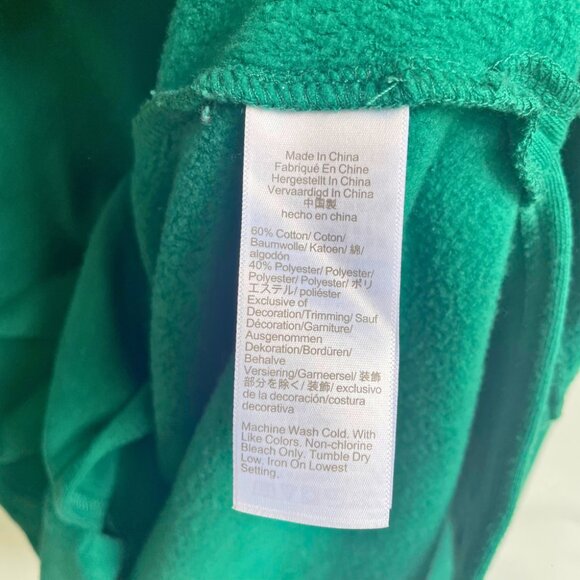 Made In China
Fabriqué En Chine
Hergestellt In China
Vervaardigd In China
中国製
hecho en china
60% Cotton/ Coton/
Baumwolle/ Katoen/ 綿/
algodón
40% Polyester/ Polyester/
Polyester/ Polyester/ ポリ
エステル/ poliéster
Exclusive of
Decoration/Trimming/ Sauf
Décoration/Garniture/
Ausgenommen
Dekoration/Bordüren/
Behalve
Versiering/Garneersel/ 装飾
部分を除く/ 装飾/ exclusivo
de la decoración/costura
decorativa
Machine Wash Cold. With
Like Colors. Non-chlorine
Bleach Only. Tumble Dry
Low. Iron On Lowest
Setting.